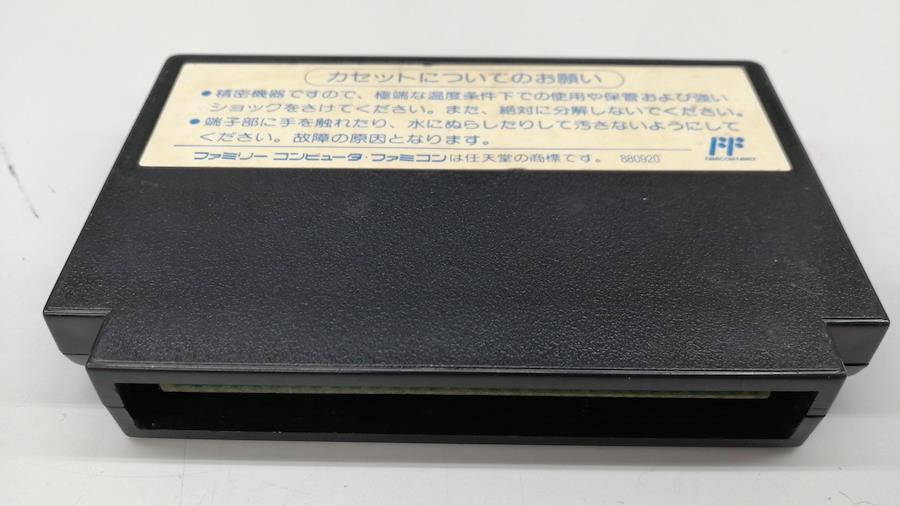 カセットについてのお願い
●精密機器ですので、極端な温度条件下での使用や保管および強い
ショックをさけてください。また、絶対に分解しないでください。
●端子部に手を触れたり、水にぬらしたりして汚さないようにして
ください。故障の原因となります。
ファミリー コンピュータ・ファミコンは任天堂の商標です。 880920